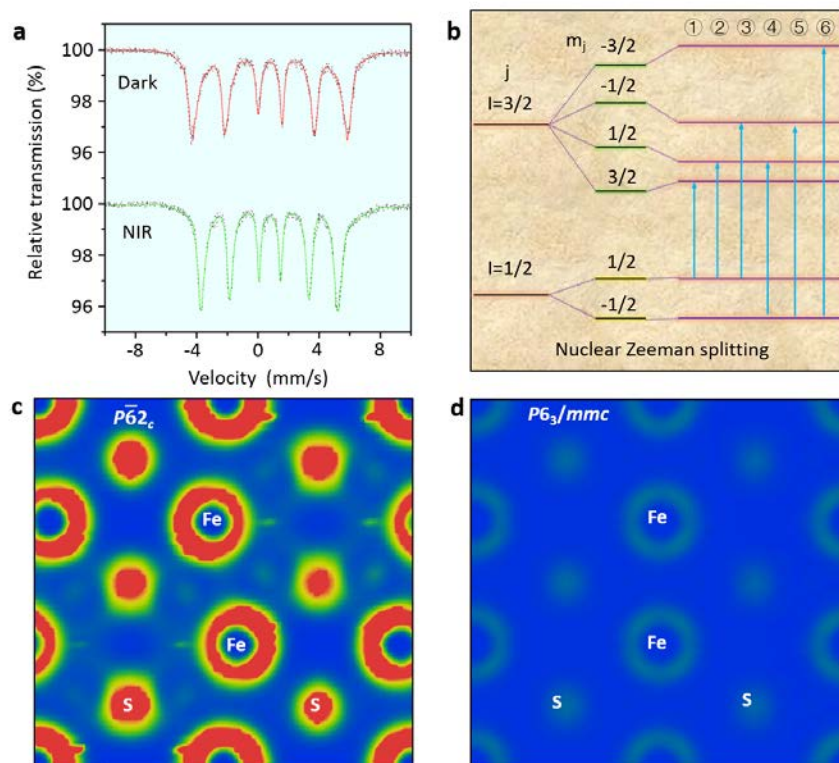 a
Relative transmission (%)
100
98
96
100
98
96
Dark
NIR
-8
-4
0
4
8
Velocity (mm/s)
b
① ② ③ ④ ⑤ ⑥
mj
j
I=3/2
-3/2
-1/2
1/2
3/2
I=1/2
1/2
-1/2
Nuclear Zeeman splitting
c
P6̅2c
Fe
Fe
S
S
d
P6₃/mmc
Fe
Fe
S
S